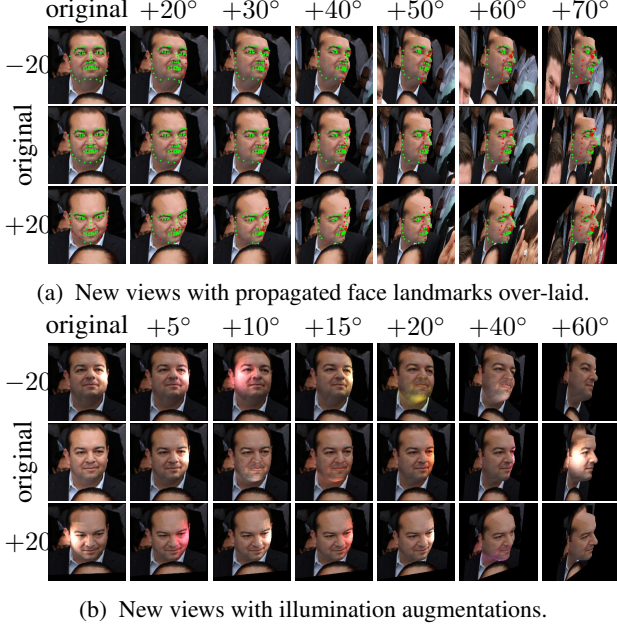 original +20° +30° +40° +50° +60° +70°
−20
original
+20
(a) New views with propagated face landmarks over-laid.
original +5° +10° +15° +20° +40° +60°
−20
original
+20
(b) New views with illumination augmentations.